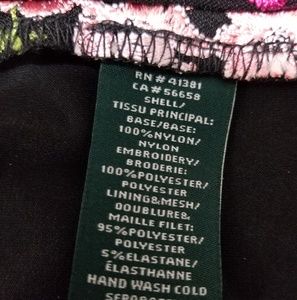 RN# 41381
CA# 56658
SHELL/
TISSU PRINCIPAL:
BASE/BASE:
100%NYLON/
NYLON
EMBROIDERY/
BRODERIE:
100%POLYESTER/
POLYESTER
LINING&MESH/
DOUBLURE&
MAILLE FILET:
95%POLYESTER/
POLYESTER
5%ELASTANE/
ÉLASTHANNE
HAND WASH COLD